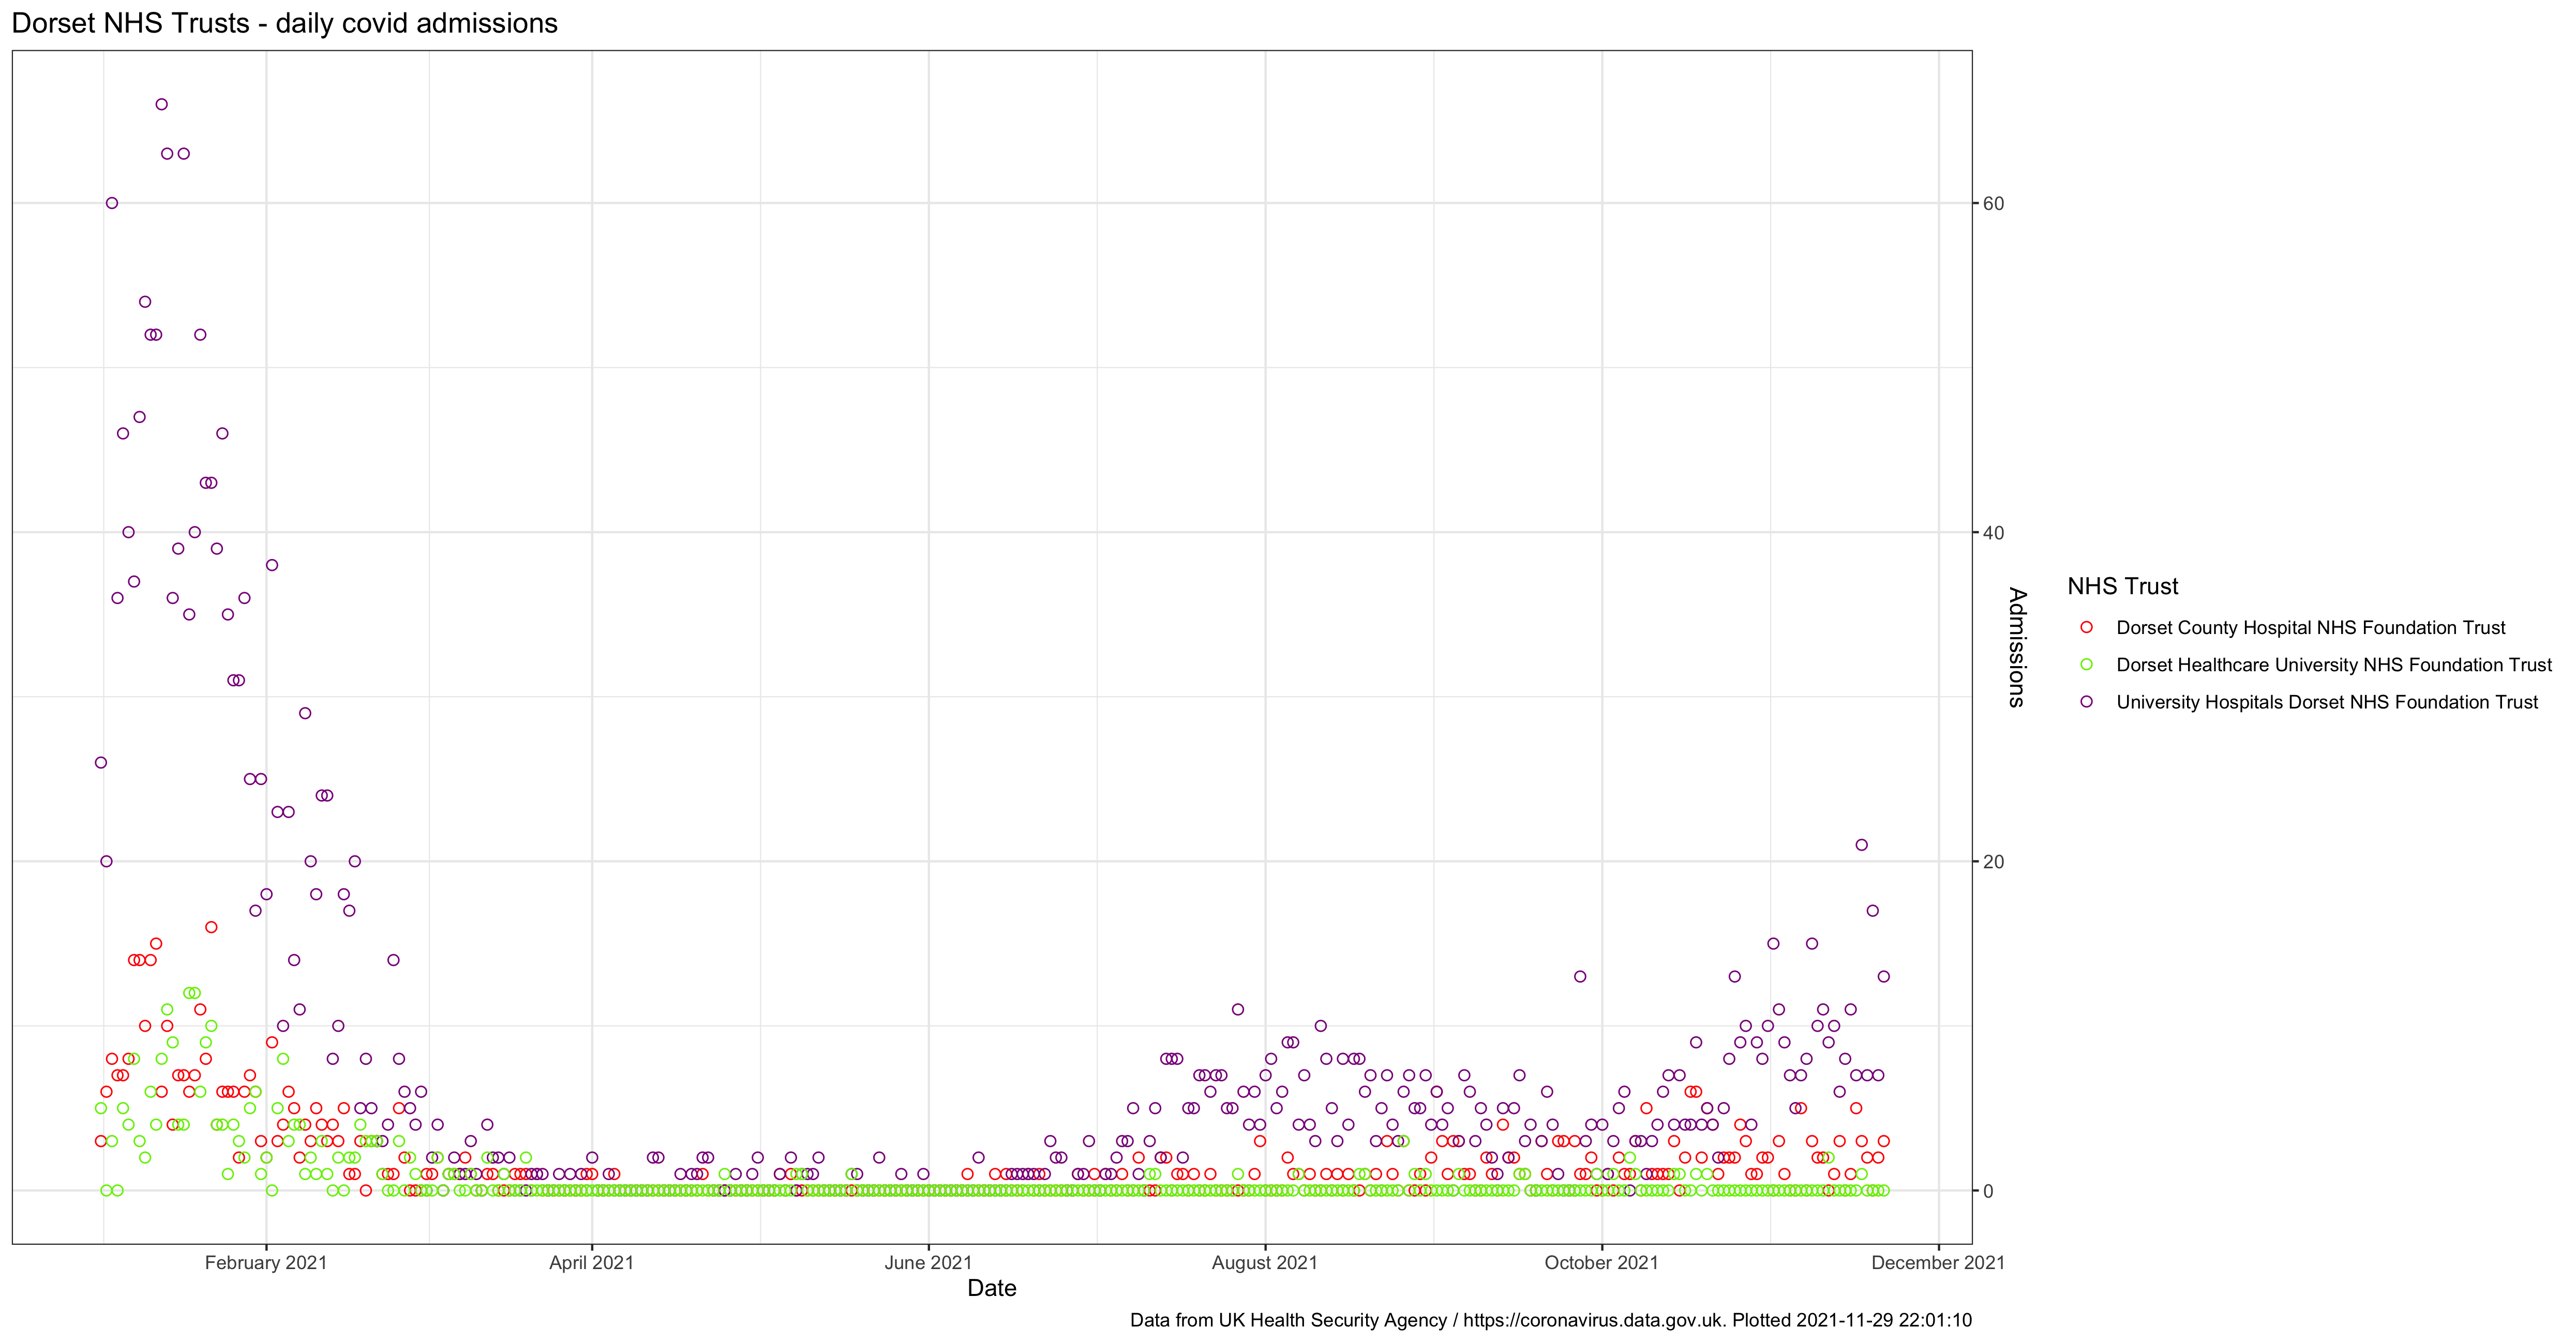 Dorset NHS Trusts - daily covid admissions
60
40
20
0
Admissions
NHS Trust
Dorset County Hospital NHS Foundation Trust
Dorset Healthcare University NHS Foundation Trust
University Hospitals Dorset NHS Foundation Trust
February 2021
April 2021
June 2021
August 2021
October 2021
December 2021
Date
Data from UK Health Security Agency / https://coronavirus.data.gov.uk. Plotted 2021-11-29 22:01:10